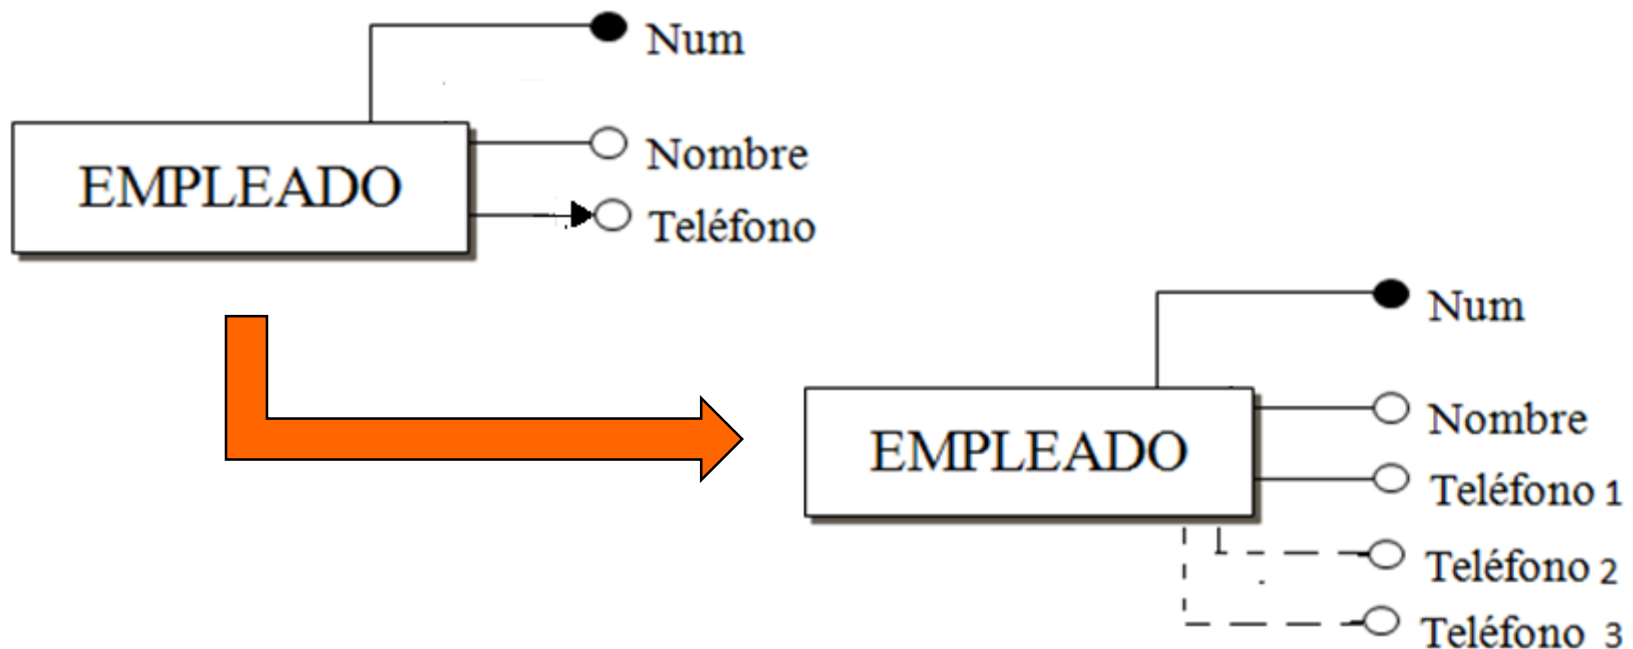 Num
EMPLEADO
Nombre
Teléfono
Num
EMPLEADO
Nombre
Teléfono 1
Teléfono 2
Teléfono 3